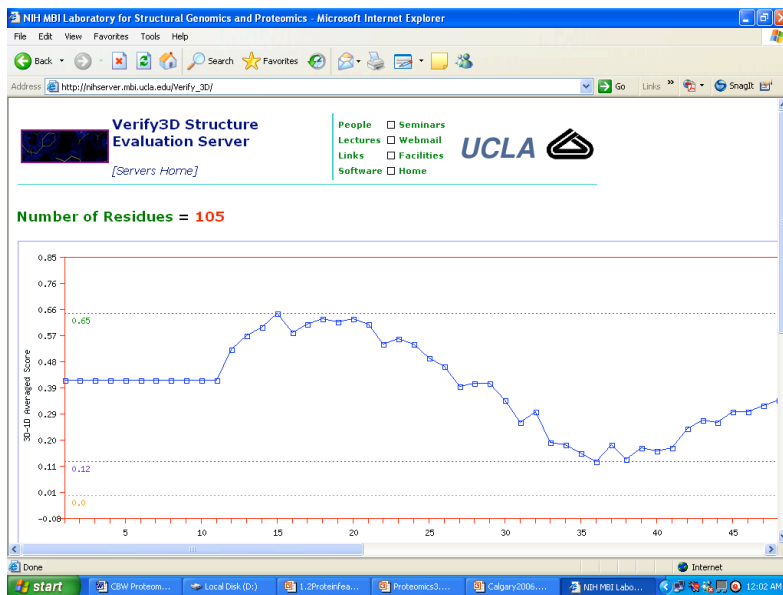 NIH MBI Laboratory for Structural Genomics and Proteomics - Microsoft Internet Explorer
File Edit View Favorites Tools Help
Back Search Favorites
Address http://nihserver.mbi.ucla.edu/Verify_3D/ Go Links » SnagIt
Verify3D Structure
Evaluation Server
[Servers Home]
People Seminars
Lectures Webmail
Links Facilities
Software Home
UCLA
Number of Residues = 105
0.85
0.76
0.66
0.65
0.57
0.48
0.39
0.29
0.20
0.11
0.12
0.01
0.0
-0.08
3D-1D Averaged Score
5 10 15 20 25 30 35 40 45
Done Internet
start CBW Proteom... Local Disk (D:) 1.2Proteinfea... Proteomics3.... Calgary2006.... NIH MBI Labo... 12:02 AM